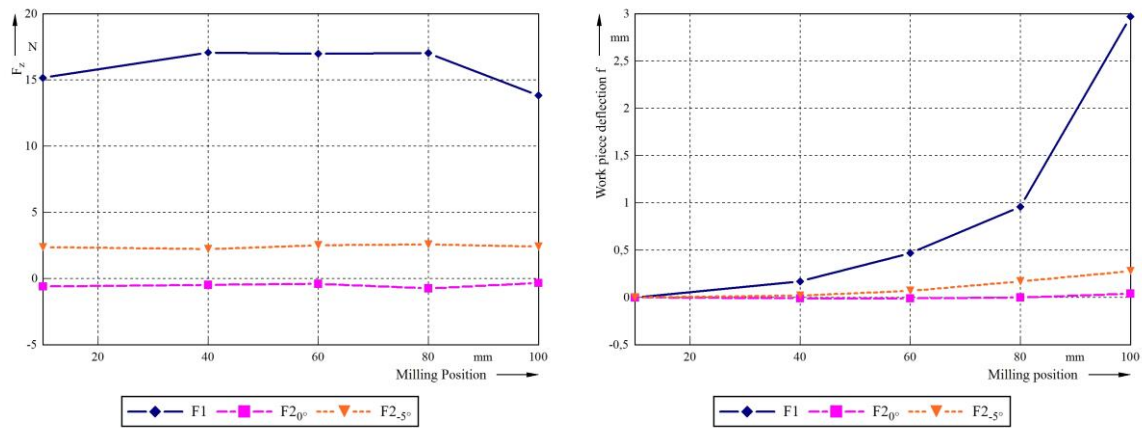 20
N
15
10
5
0
-5
F_z
20 40 60 80 mm 100
Milling Position
F1 F2_0° F2_-5°
3
mm
2,5
2
1,5
1
0,5
0,0
-0,5
Work piece deflection f
20 40 60 80 mm 100
Milling position
F1 F2_0° F2_-5°